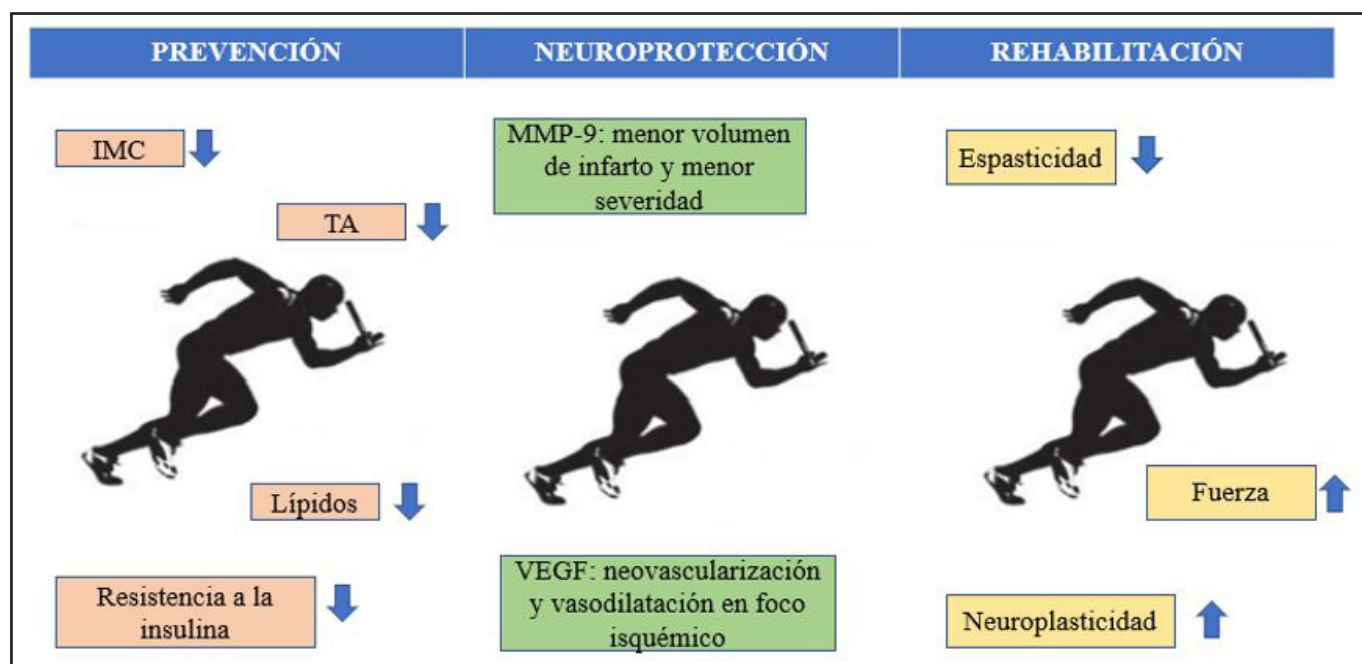 PREVENCIÓN
NEUROPROTECCIÓN
REHABILITACIÓN
IMC
TA
Lípidos
Resistencia a la
insulina
MMP-9: menor volumen
de infarto y menor
severidad
VEGF: neovascularización
y vasodilatación en foco
isquémico
Espasticidad
Fuerza
Neuroplasticidad